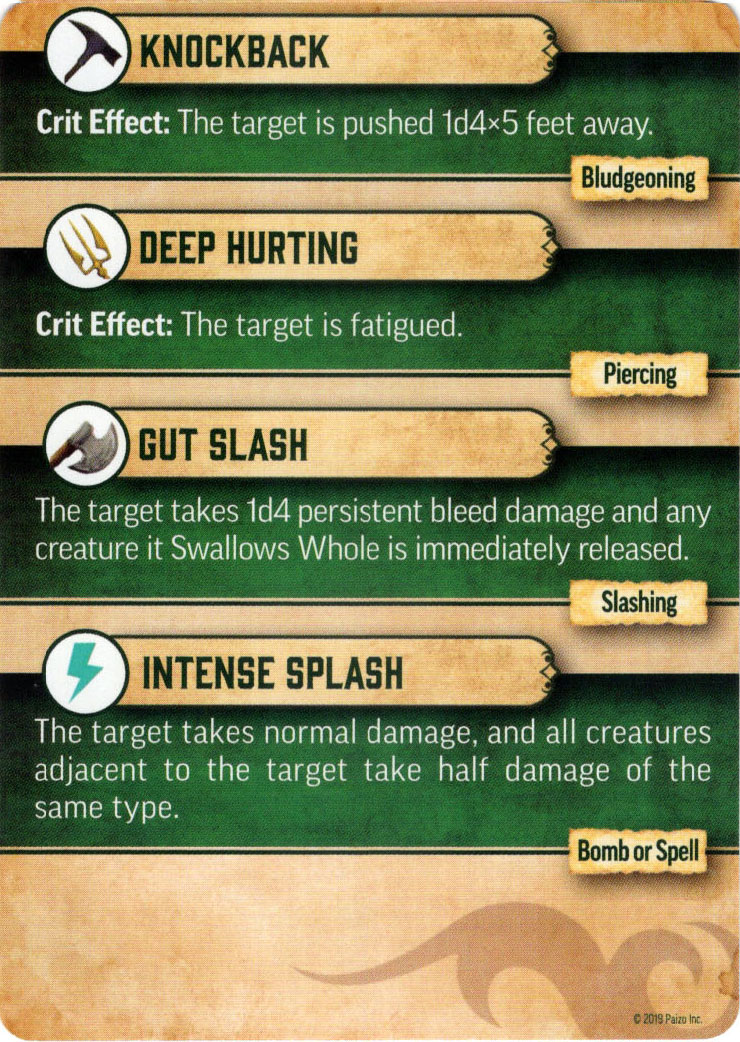 KNOCKBACK
Crit Effect: The target is pushed 1d4×5 feet away.
Bludgeoning
DEEP HURTING
Crit Effect: The target is fatigued.
Piercing
GUT SLASH
The target takes 1d4 persistent bleed damage and any
creature it Swallows Whole is immediately released.
Slashing
INTENSE SPLASH
The target takes normal damage, and all creatures
adjacent to the target take half damage of the
same type.
Bomb or Spell
© 2019 Paizo Inc.